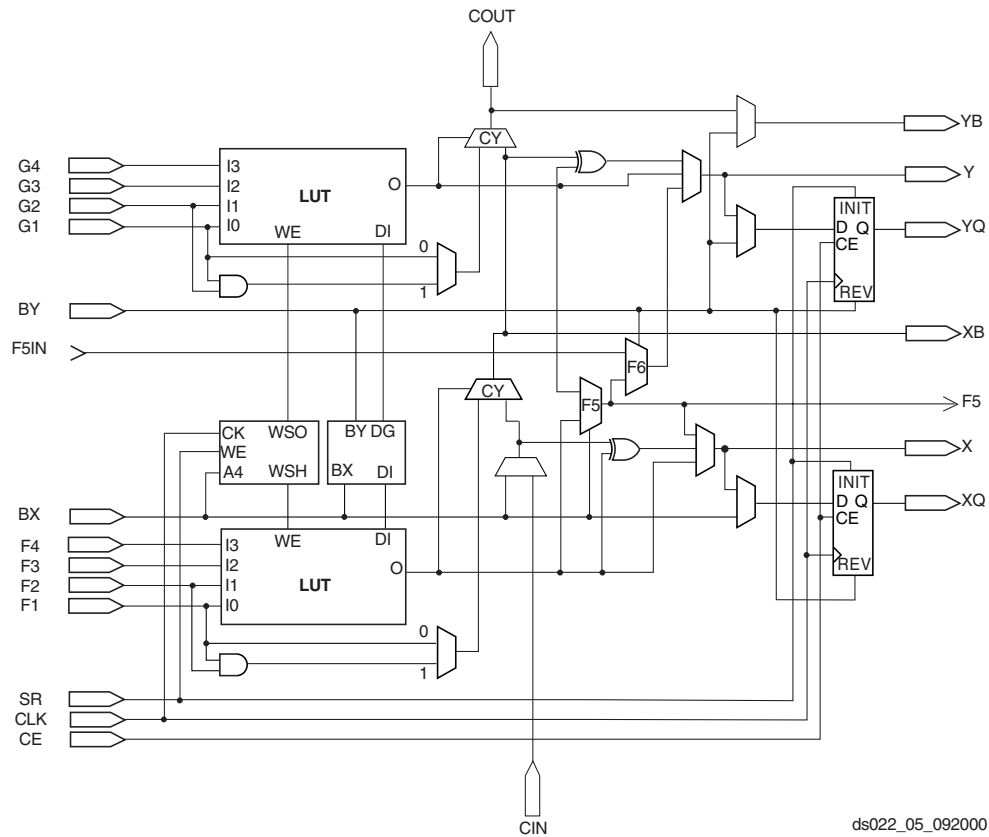 COUT
CY
YB
G4
G3
G2
G1
I3
I2
I1
I0
LUT
O
WE
DI
0
1
Y
INIT
D Q
CE
REV
YQ
BY
XB
F5IN
F6
CY
F5
F5
CK
WE
A4
WSO
WSH
BY DG
BX
DI
X
INIT
D Q
CE
REV
XQ
BX
F4
F3
F2
F1
I3
I2
I1
I0
WE
DI
LUT
O
0
1
SR
CLK
CE
CIN
ds022_05_092000